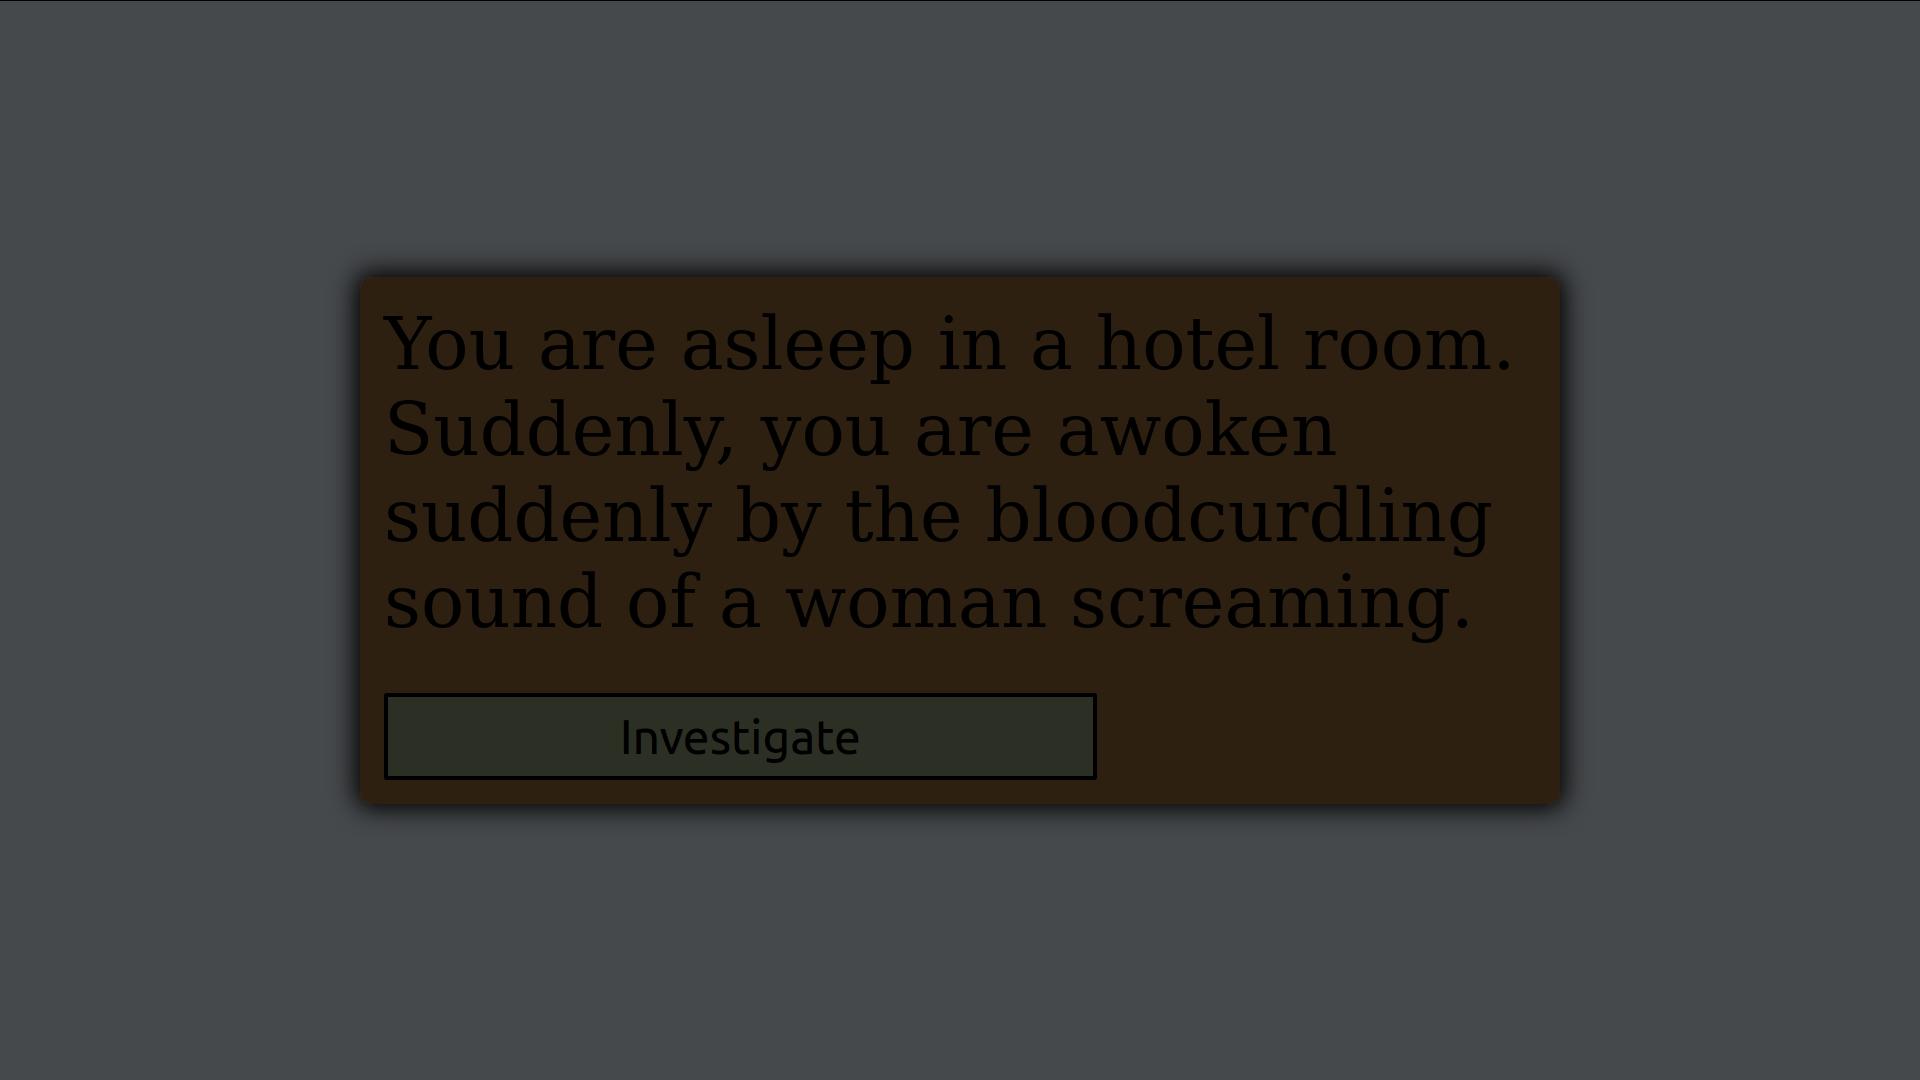 You are asleep in a hotel room.
Suddenly, you are awoken
suddenly by the bloodcurdling
sound of a woman screaming.
Investigate